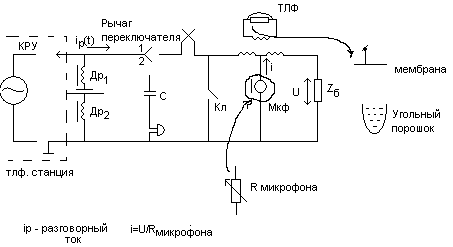 ТЛФ
Рычаг
переключателя
КРУ
iр(t)
1
2
Др1
Др2
C
Кл
i
U
Zб
Мкф
мембрана
Угольный
порошок
тлф. станция
R микрофона
ip - разговорный
ток
i=U/Rмикрофона